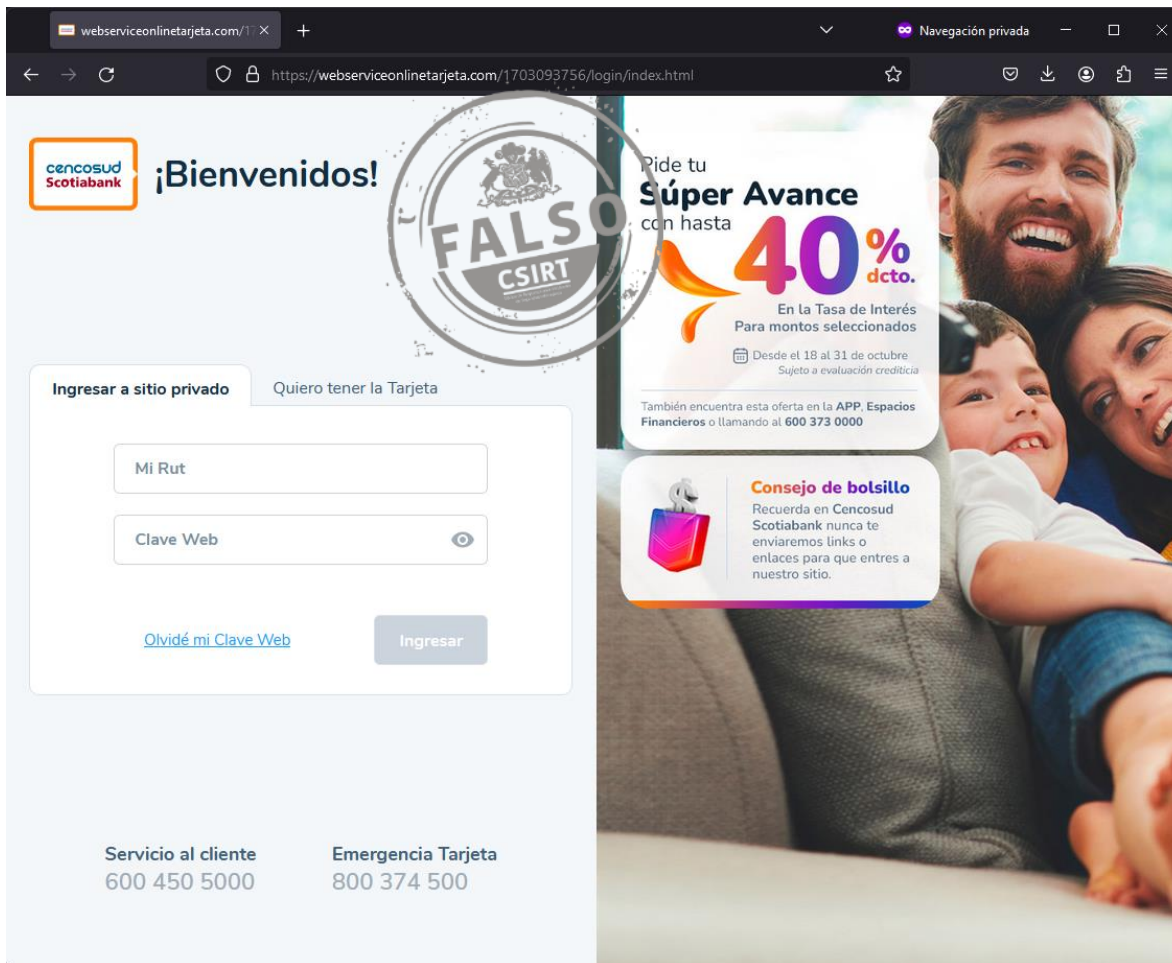 webserviceonlinetarjeta.com/17
Navegación privada
https://webserviceonlinetarjeta.com/1703093756/login/index.html
cencosud
Scotiabank
¡Bienvenidos!
FALSO
CSIRT
Ingresar a sitio privado
Quiero tener la Tarjeta
Mi Rut
Clave Web
Olvidé mi Clave Web
Ingresar
Servicio al cliente
600 450 5000
Emergencia Tarjeta
800 374 500
Pide tu
Súper Avance
con hasta
40%
dcto.
En la Tasa de Interés
Para montos seleccionados
Desde el 18 al 31 de octubre
Sujeto a evaluación crediticia
También encuentra esta oferta en la APP, Espacios
Financieros o llamando al 600 373 0000
Consejo de bolsillo
Recuerda en Cencosud
Scotiabank nunca te
enviaremos links o
enlaces para que entres a
nuestro sitio.